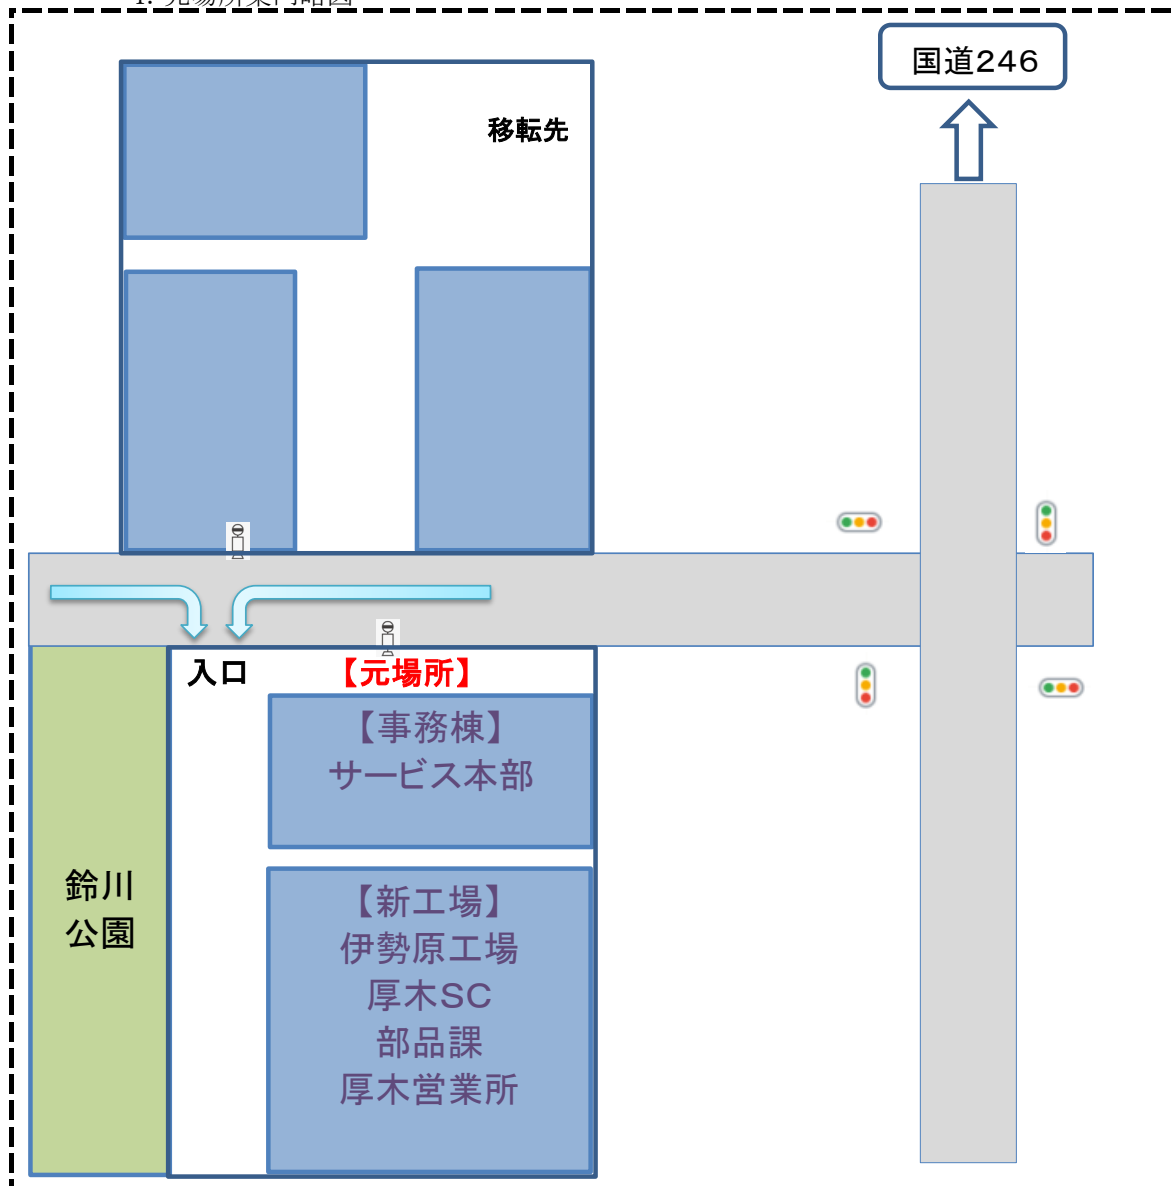 国道246
移転先
入口
【元場所】
【事務棟】
サービス本部
【新工場】
伊勢原工場
厚木SC
部品課
厚木営業所
鈴川
公園